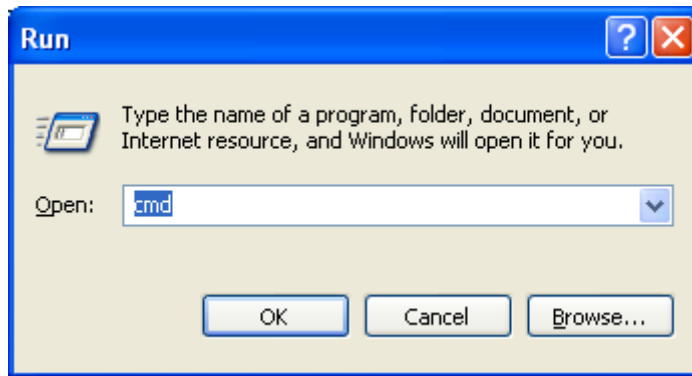 Run
Type the name of a program, folder, document, or
Internet resource, and Windows will open it for you.
Open: cmd
OK Cancel Browse...